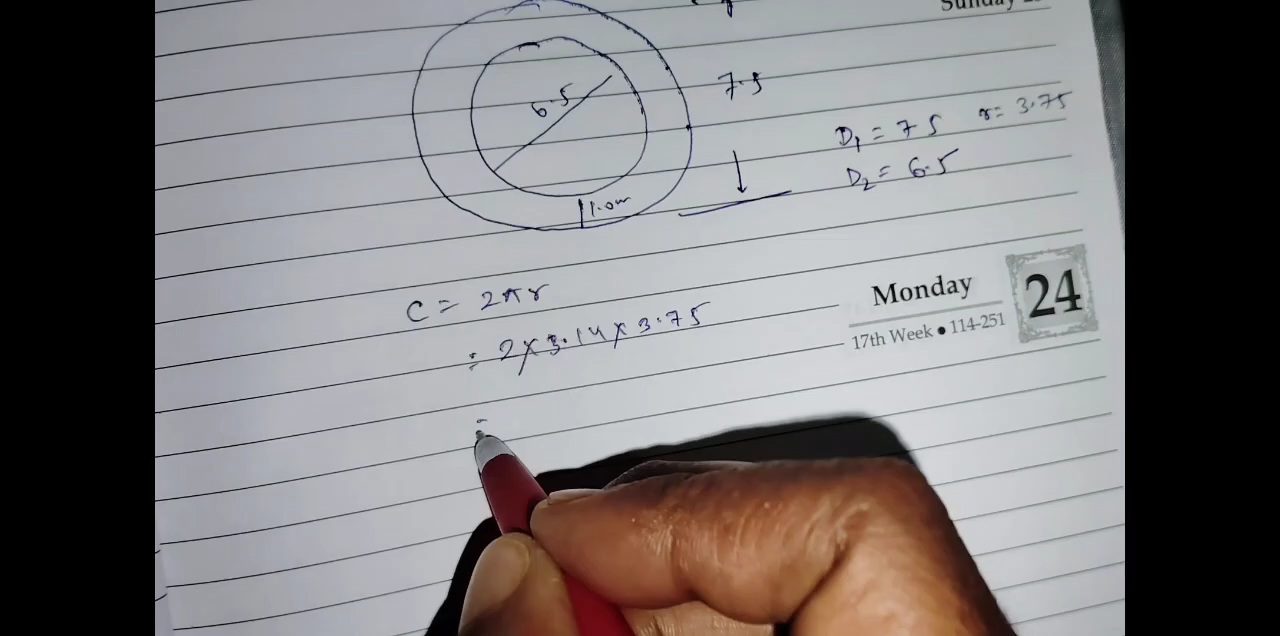 Sunday
6.5
7.5
D₁ = 7 5 r= 3.75
D₂ = 6.5
1.0m
Monday 24
17th Week ● 114-251
C = 2πr
= 2×3.14×3.75
=